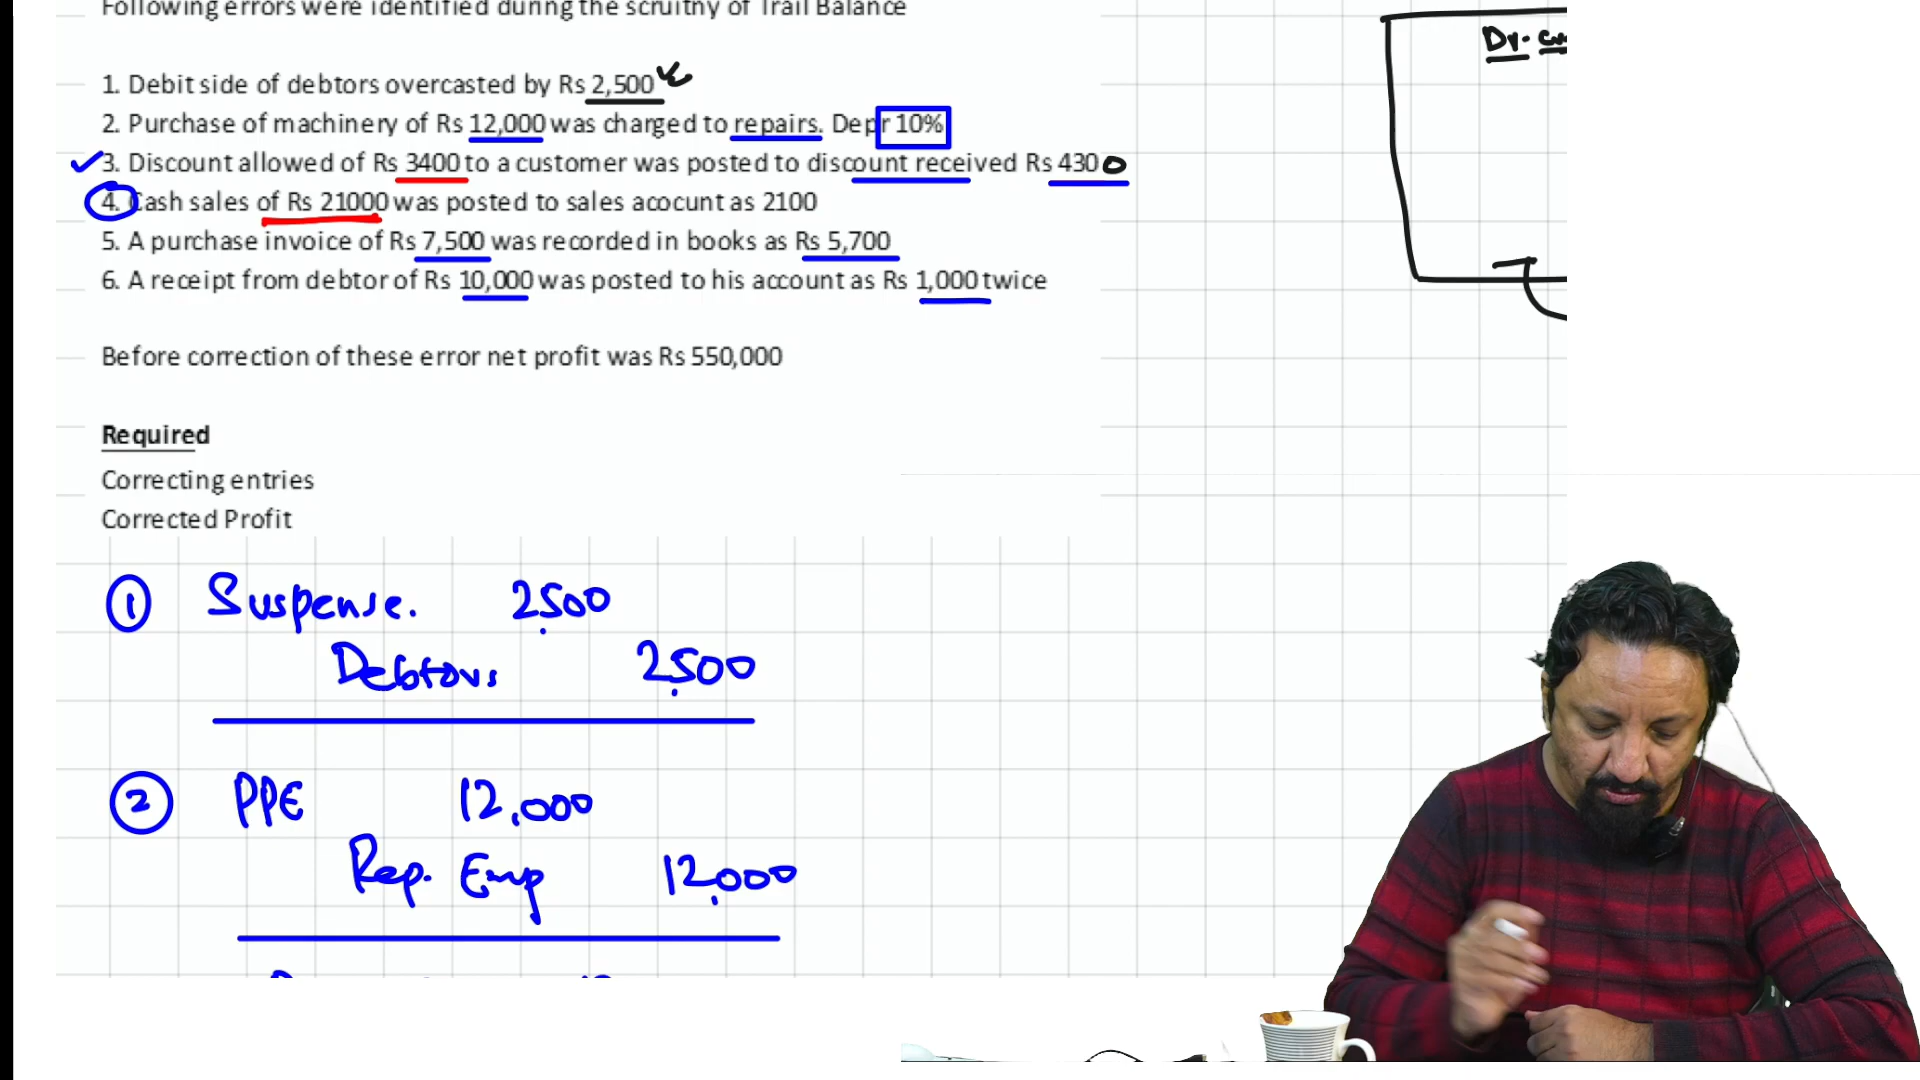 Following errors were identified during the scruitny of Trail Balance
Dr.
1. Debit side of debtors overcasted by Rs 2,500
2. Purchase of machinery of Rs 12,000 was charged to repairs. Depr 10%
3. Discount allowed of Rs 3400 to a customer was posted to discount received Rs 4300
4. Cash sales of Rs 21000 was posted to sales acocunt as 2100
5. A purchase invoice of Rs 7,500 was recorded in books as Rs 5,700
6. A receipt from debtor of Rs 10,000 was posted to his account as Rs 1,000 twice
Before correction of these error net profit was Rs 550,000
Required
Correcting entries
Corrected Profit
1 Suspense. 2500
Debtors 2500
2 PPE 12,000
Rep. Exp 12,000